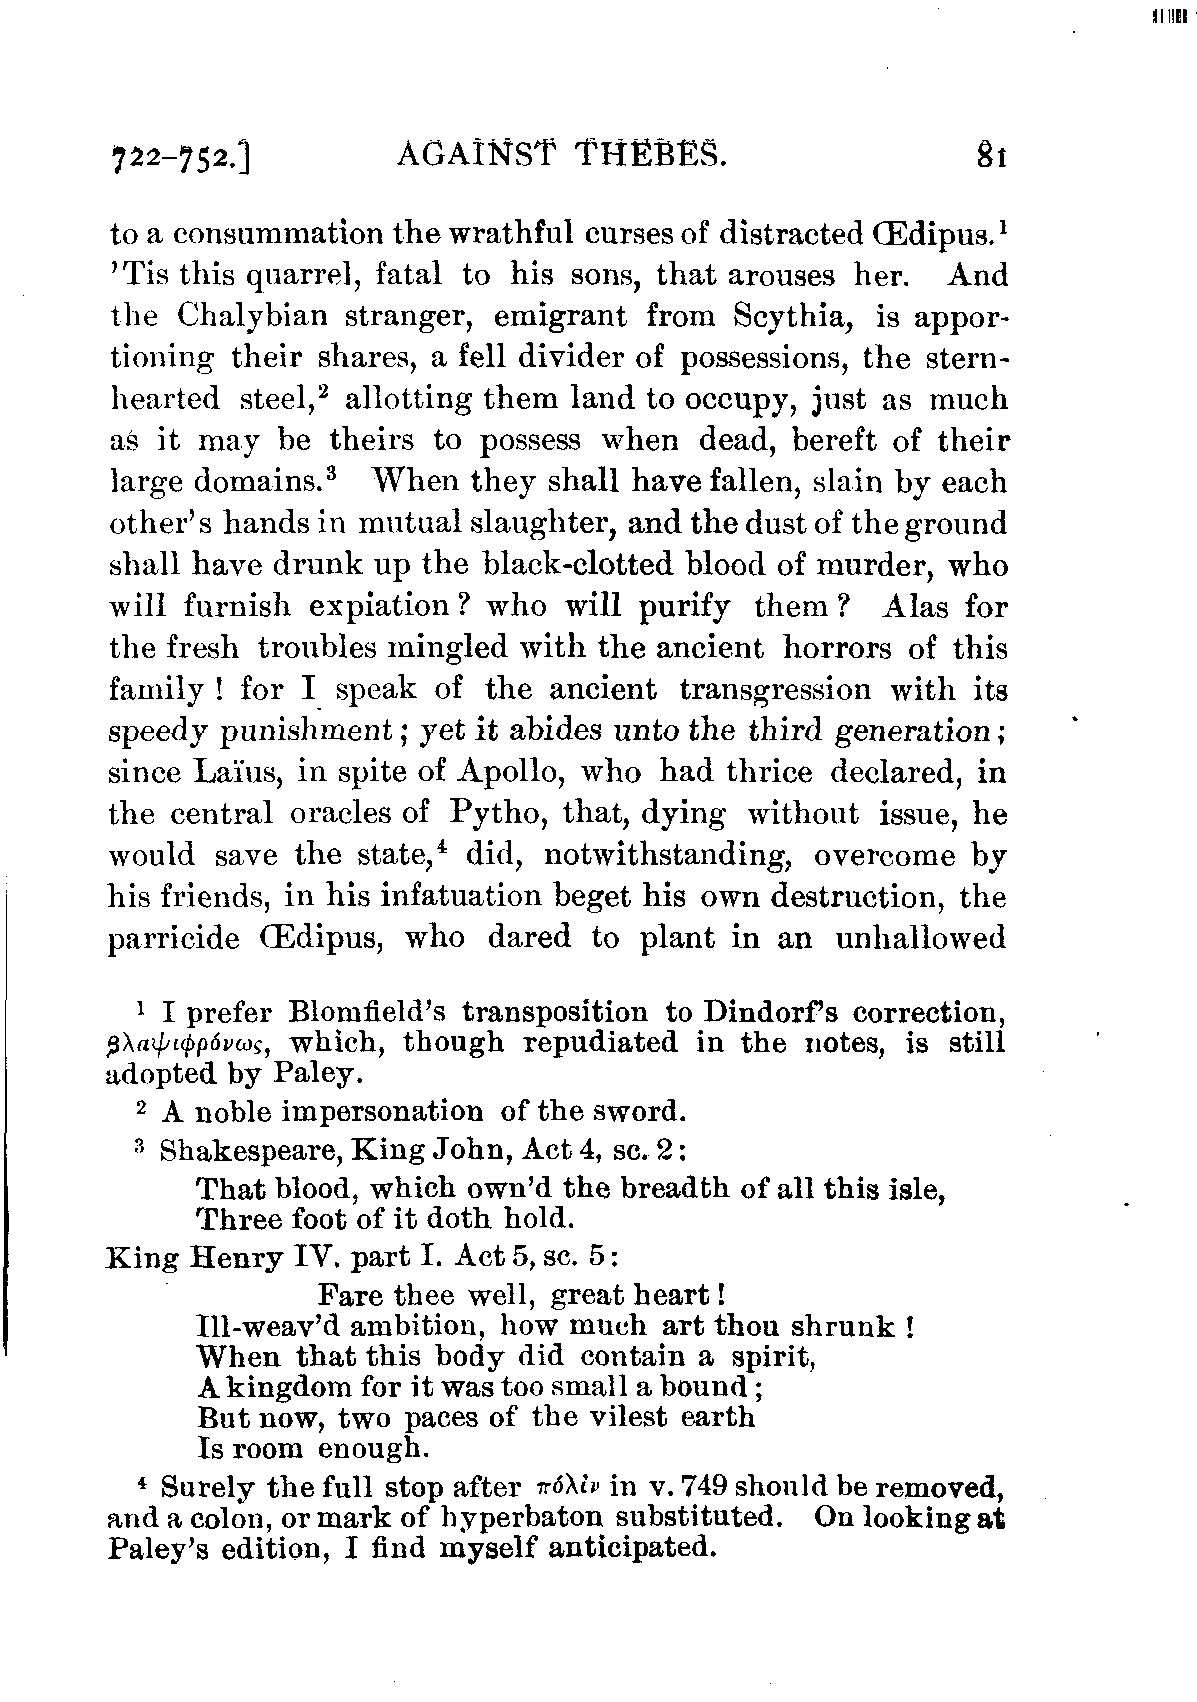 722–752.] AGAINST THEBES. 81
to a consummation the wrathful curses of distracted Œdipus.¹
’Tis this quarrel, fatal to his sons, that arouses her. And
the Chalybian stranger, emigrant from Scythia, is appor-
tioning their shares, a fell divider of possessions, the stern-
hearted steel,² allotting them land to occupy, just as much
as it may be theirs to possess when dead, bereft of their
large domains.³ When they shall have fallen, slain by each
other’s hands in mutual slaughter, and the dust of the ground
shall have drunk up the black-clotted blood of murder, who
will furnish expiation? who will purify them? Alas for
the fresh troubles mingled with the ancient horrors of this
family! for I speak of the ancient transgression with its
speedy punishment; yet it abides unto the third generation;
since Laïus, in spite of Apollo, who had thrice declared, in
the central oracles of Pytho, that, dying without issue, he
would save the state,⁴ did, notwithstanding, overcome by
his friends, in his infatuation beget his own destruction, the
parricide Œdipus, who dared to plant in an unhallowed
¹ I prefer Blomfield’s transposition to Dindorf’s correction,
βλαψιφρόνως, which, though repudiated in the notes, is still
adopted by Paley.
² A noble impersonation of the sword.
³ Shakespeare, King John, Act 4, sc. 2:
That blood, which own’d the breadth of all this isle,
Three foot of it doth hold.
King Henry IV. part I. Act 5, sc. 5:
Fare thee well, great heart!
Ill-weav’d ambition, how much art thou shrunk!
When that this body did contain a spirit,
A kingdom for it was too small a bound;
But now, two paces of the vilest earth
Is room enough.
⁴ Surely the full stop after πόλὶν in v. 749 should be removed,
and a colon, or mark of hyperbaton substituted. On looking at
Paley’s edition, I find myself anticipated.